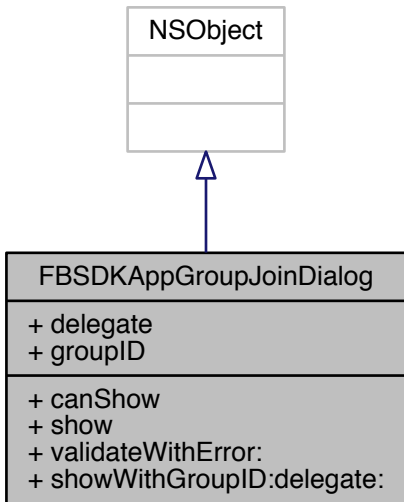 NSObject
FBSDKAppGroupJoinDialog
+ delegate
+ groupID
+ canShow
+ show
+ validateWithError:
+ showWithGroupID:delegate: